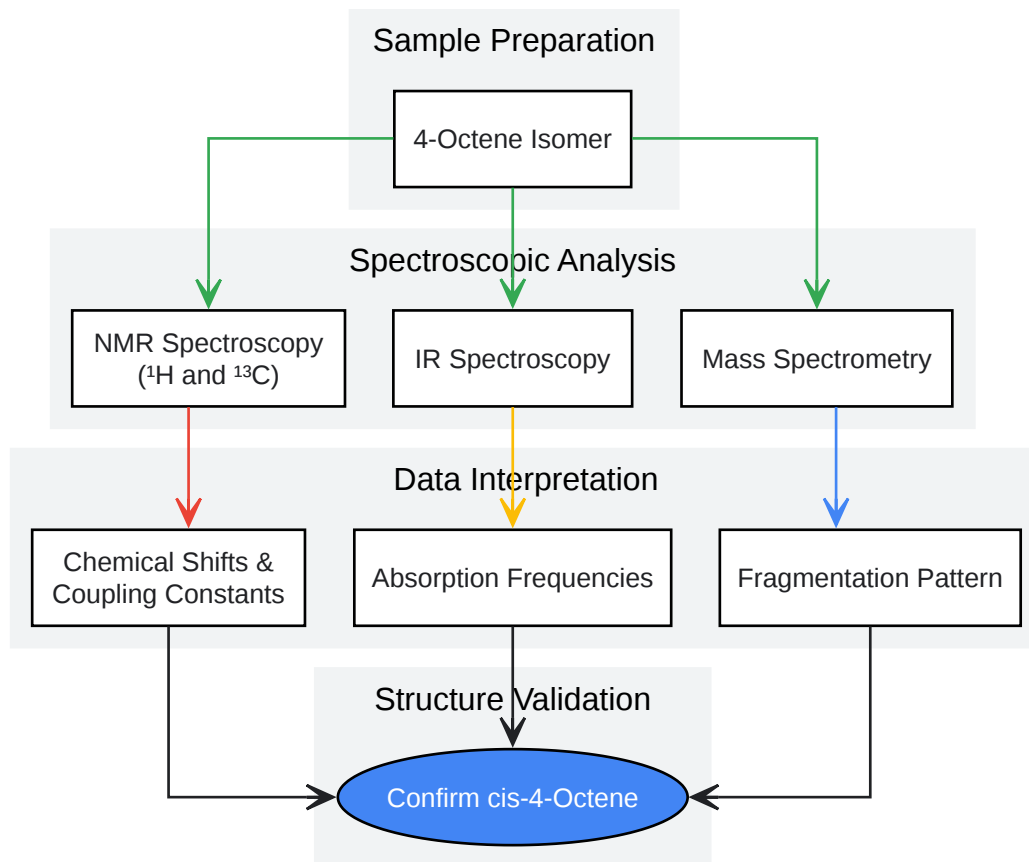 Sample Preparation
4-Octene Isomer
Spectroscopic Analysis
NMR Spectroscopy
(¹H and ¹³C)
IR Spectroscopy
Mass Spectrometry
Data Interpretation
Chemical Shifts &
Coupling Constants
Absorption Frequencies
Fragmentation Pattern
Structure Validation
Confirm cis-4-Octene